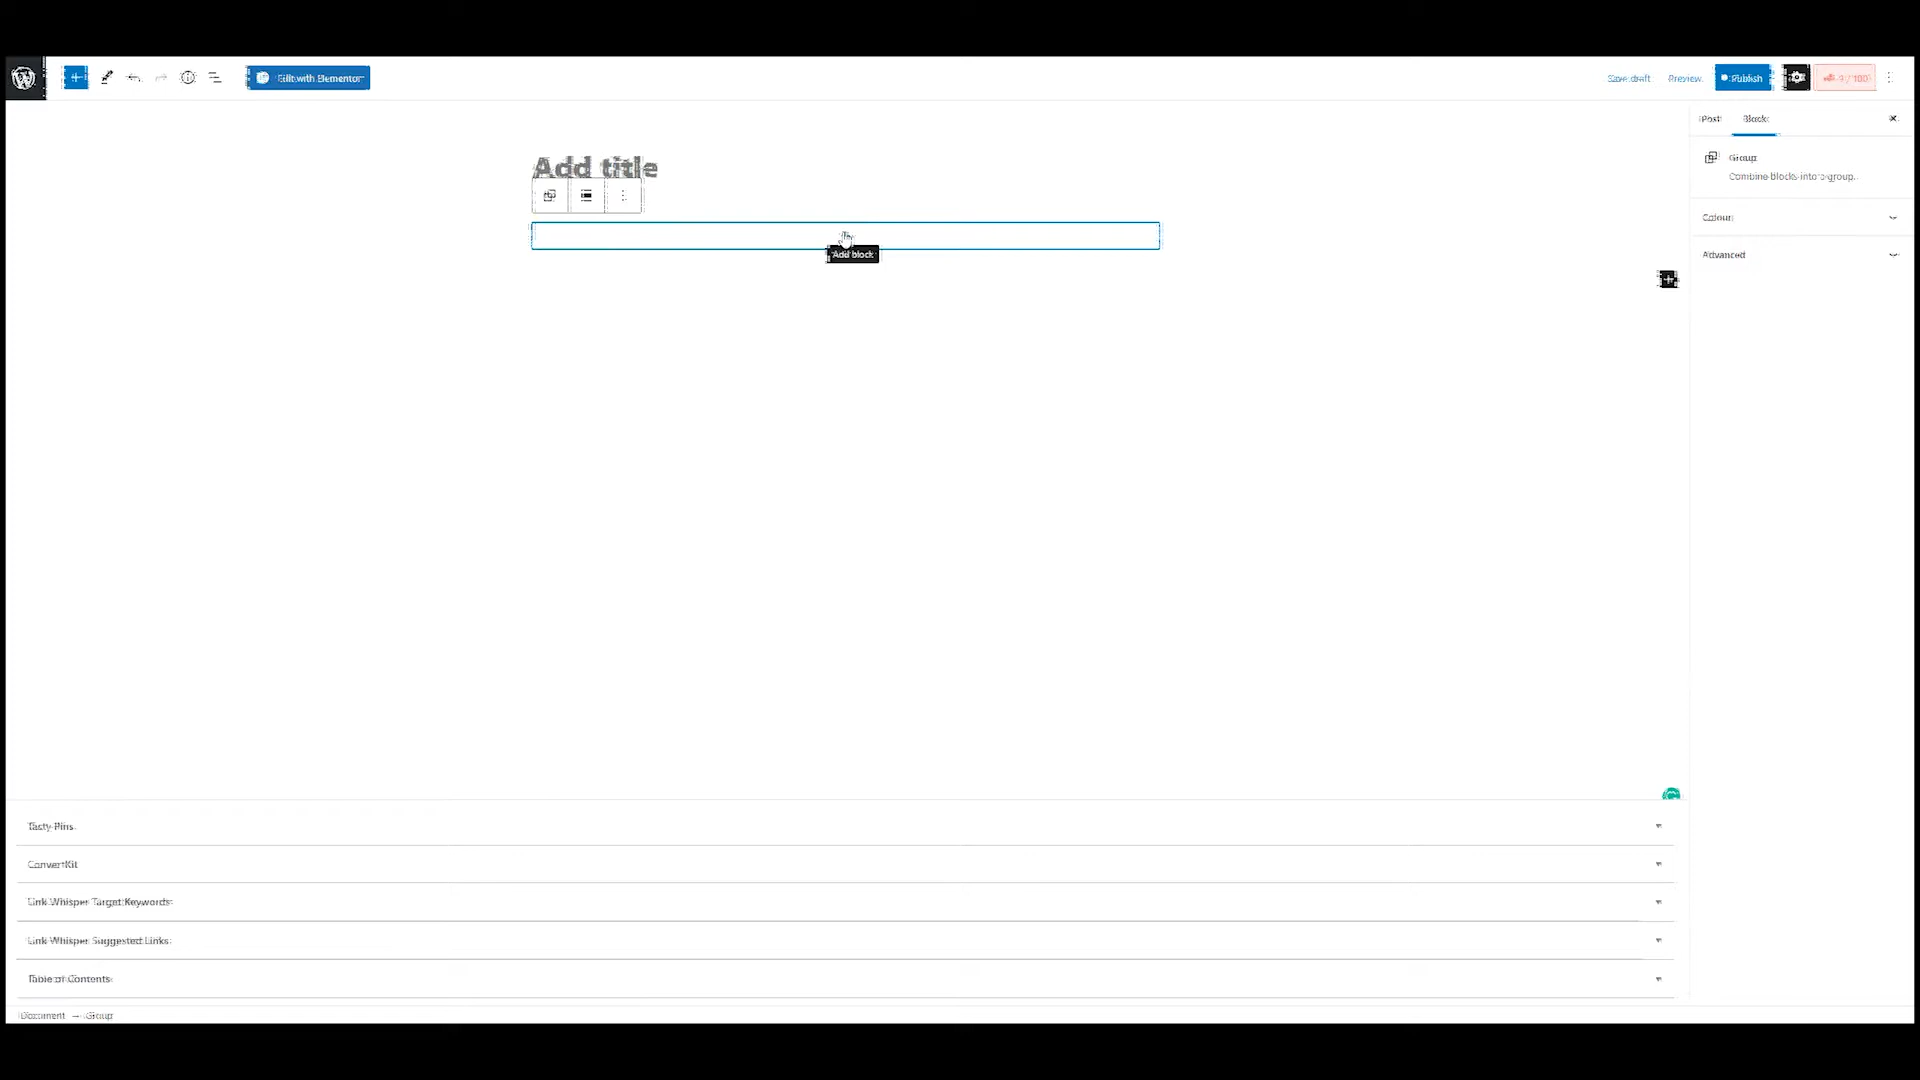 Edit with Elementor
Save draft
Preview
Publish
/ 100
Post
Block
Add title
Group
Combine blocks into a group.
Colour
Add block
Advanced
Tasty Pins
ConvertKit
Link Whisper Target Keywords
Link Whisper Suggested Links
Table of Contents
Document → Group